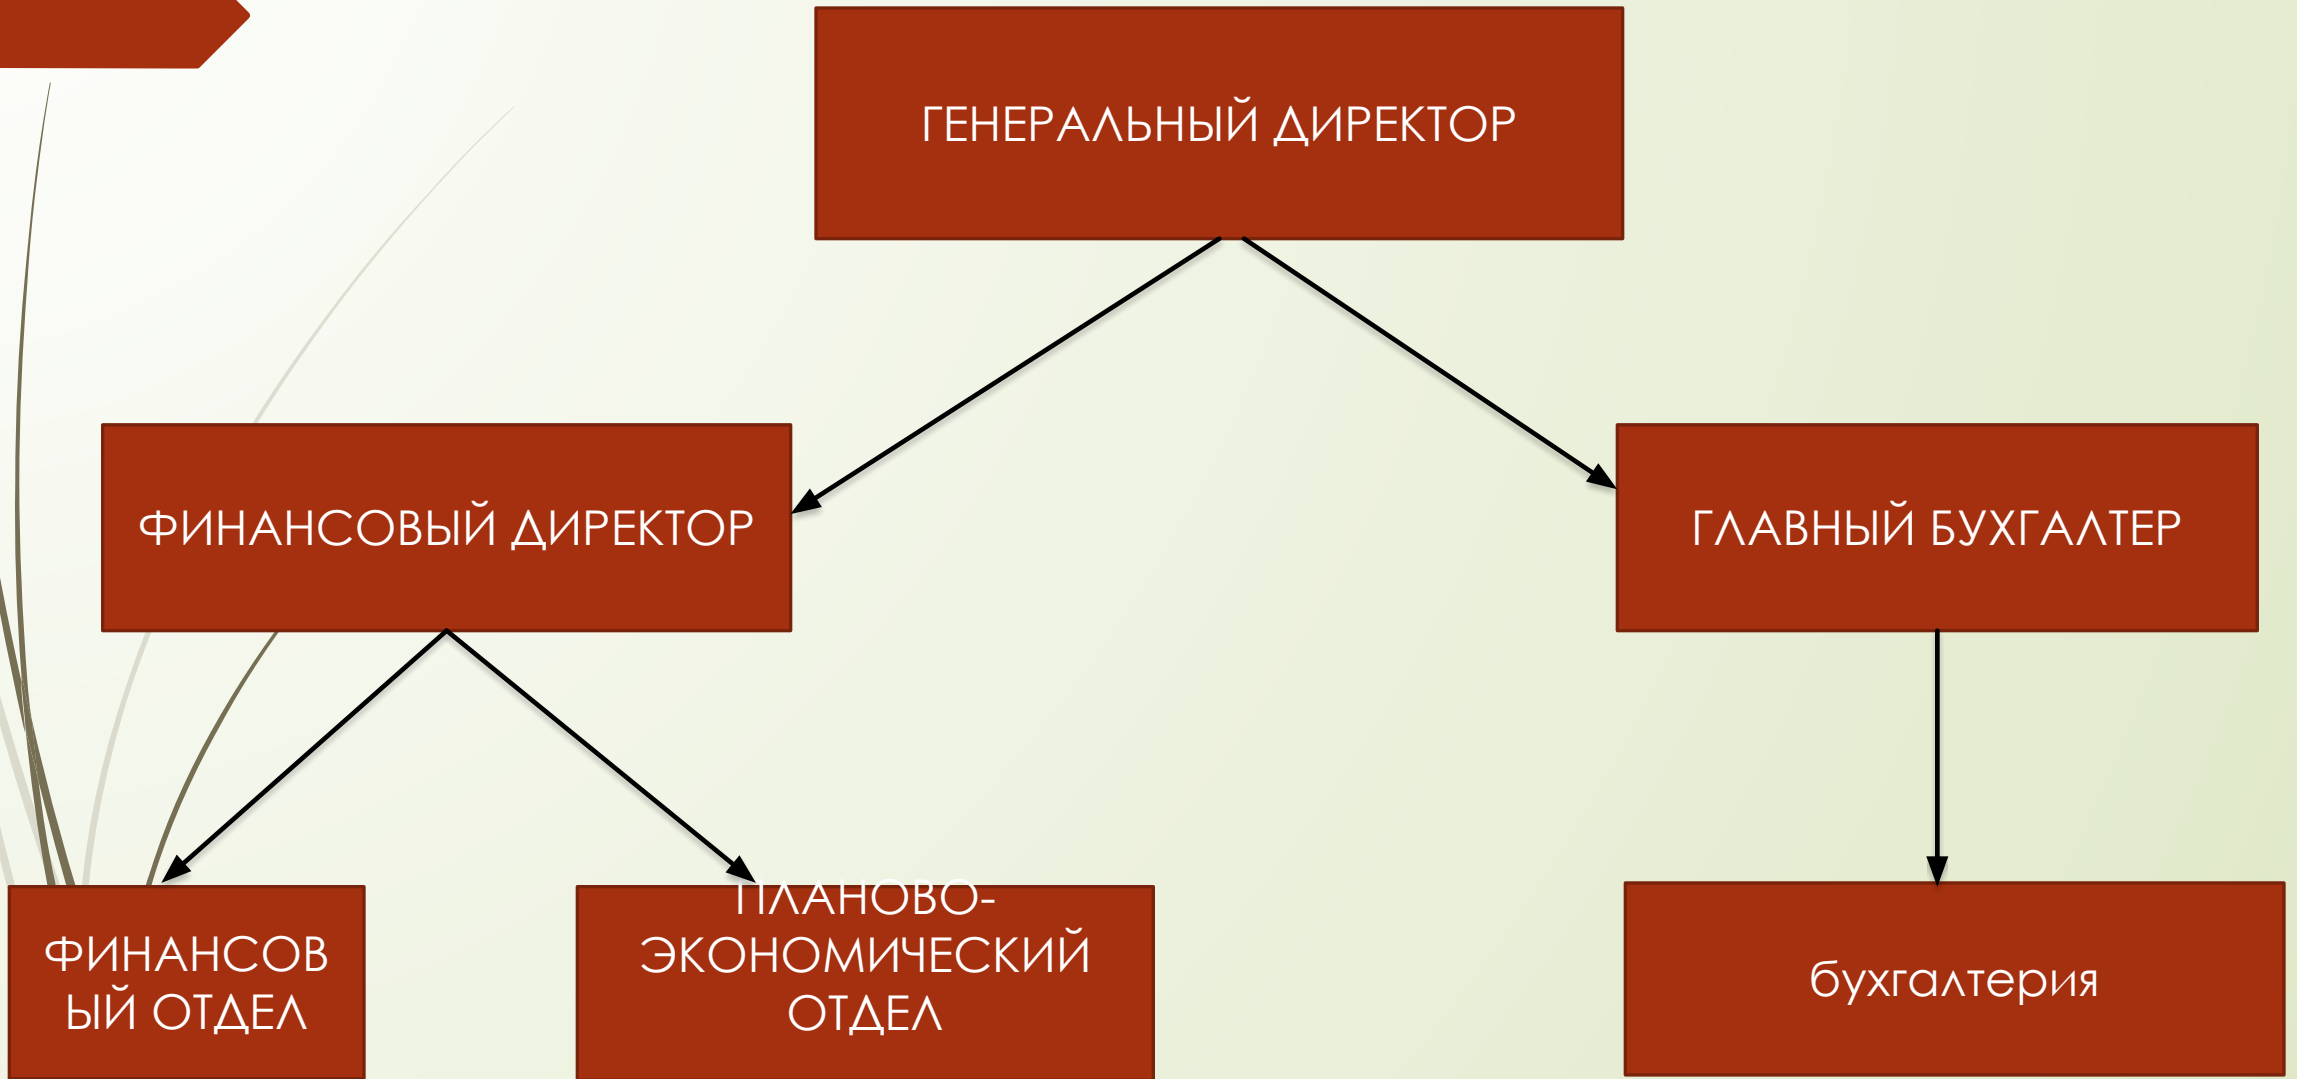 ГЕНЕРАЛЬНЫЙ ДИРЕКТОР
ФИНАНСОВЫЙ ДИРЕКТОР
ГЛАВНЫЙ БУХГАЛТЕР
ФИНАНСОВ
ЫЙ ОТДЕЛ
ПЛАНОВО-
ЭКОНОМИЧЕСКИЙ
ОТДЕЛ
бухгалтерия